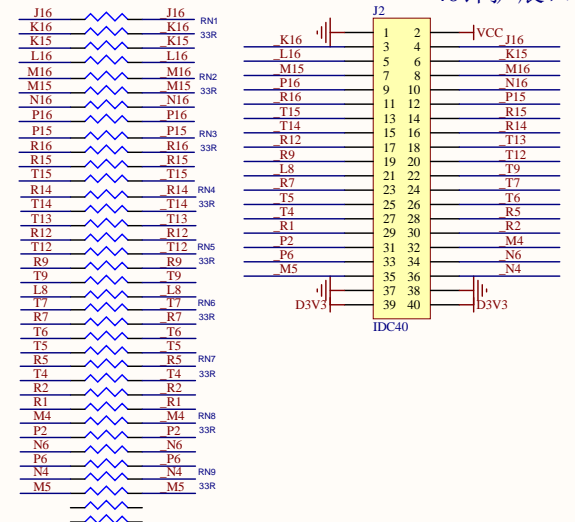 J16 _J16 RN1
K16 _K16
K15 _K15 33R
L16 _L16
M16 _M16 RN2
M15 _M15 33R
N16 _N16
P16 _P16
P15 _P15 RN3
R16 _R16 33R
R15 _R15
T15 _T15
R14 _R14 RN4
T14 _T14 33R
T13 _T13
R12 _R12
T12 _T12 RN5
R9 _R9 33R
T9 _T9
L8 _L8
T7 _T7 RN6
R7 _R7 33R
T6 _T6
T5 _T5
R5 _R5 RN7
T4 _T4 33R
R2 _R2
R1 _R1
M4 _M4 RN8
P2 _P2 33R
N6 _N6
P6 _P6
N4 _N4 RN9
M5 _M5 33R
J2
1 2 VCC
_K16 3 4 _J16
_L16 5 6 _K15
_M15 7 8 _M16
_P16 9 10 _N16
_R16 11 12 _P15
_T15 13 14 _R15
_T14 15 16 _R14
_R12 17 18 _T13
_R9 19 20 _T12
_L8 21 22 _T9
_R7 23 24 _T7
_T5 25 26 _T6
_T4 27 28 _R5
_R1 29 30 _R2
_P2 31 32 _M4
_P6 33 34 _N6
_M5 35 36 _N4
37 38
D3V3 39 40 D3V3
IDC40